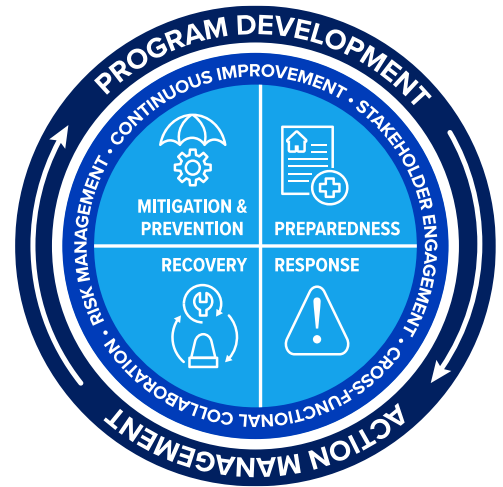 PROGRAM DEVELOPMENT
RISK MANAGEMENT • CONTINUOUS IMPROVEMENT • STAKEHOLDER ENGAGEMENT • CROSS-FUNCTIONAL COLLABORATION •
MITIGATION &
PREVENTION
PREPAREDNESS
RECOVERY
RESPONSE
ACTION MANAGEMENT